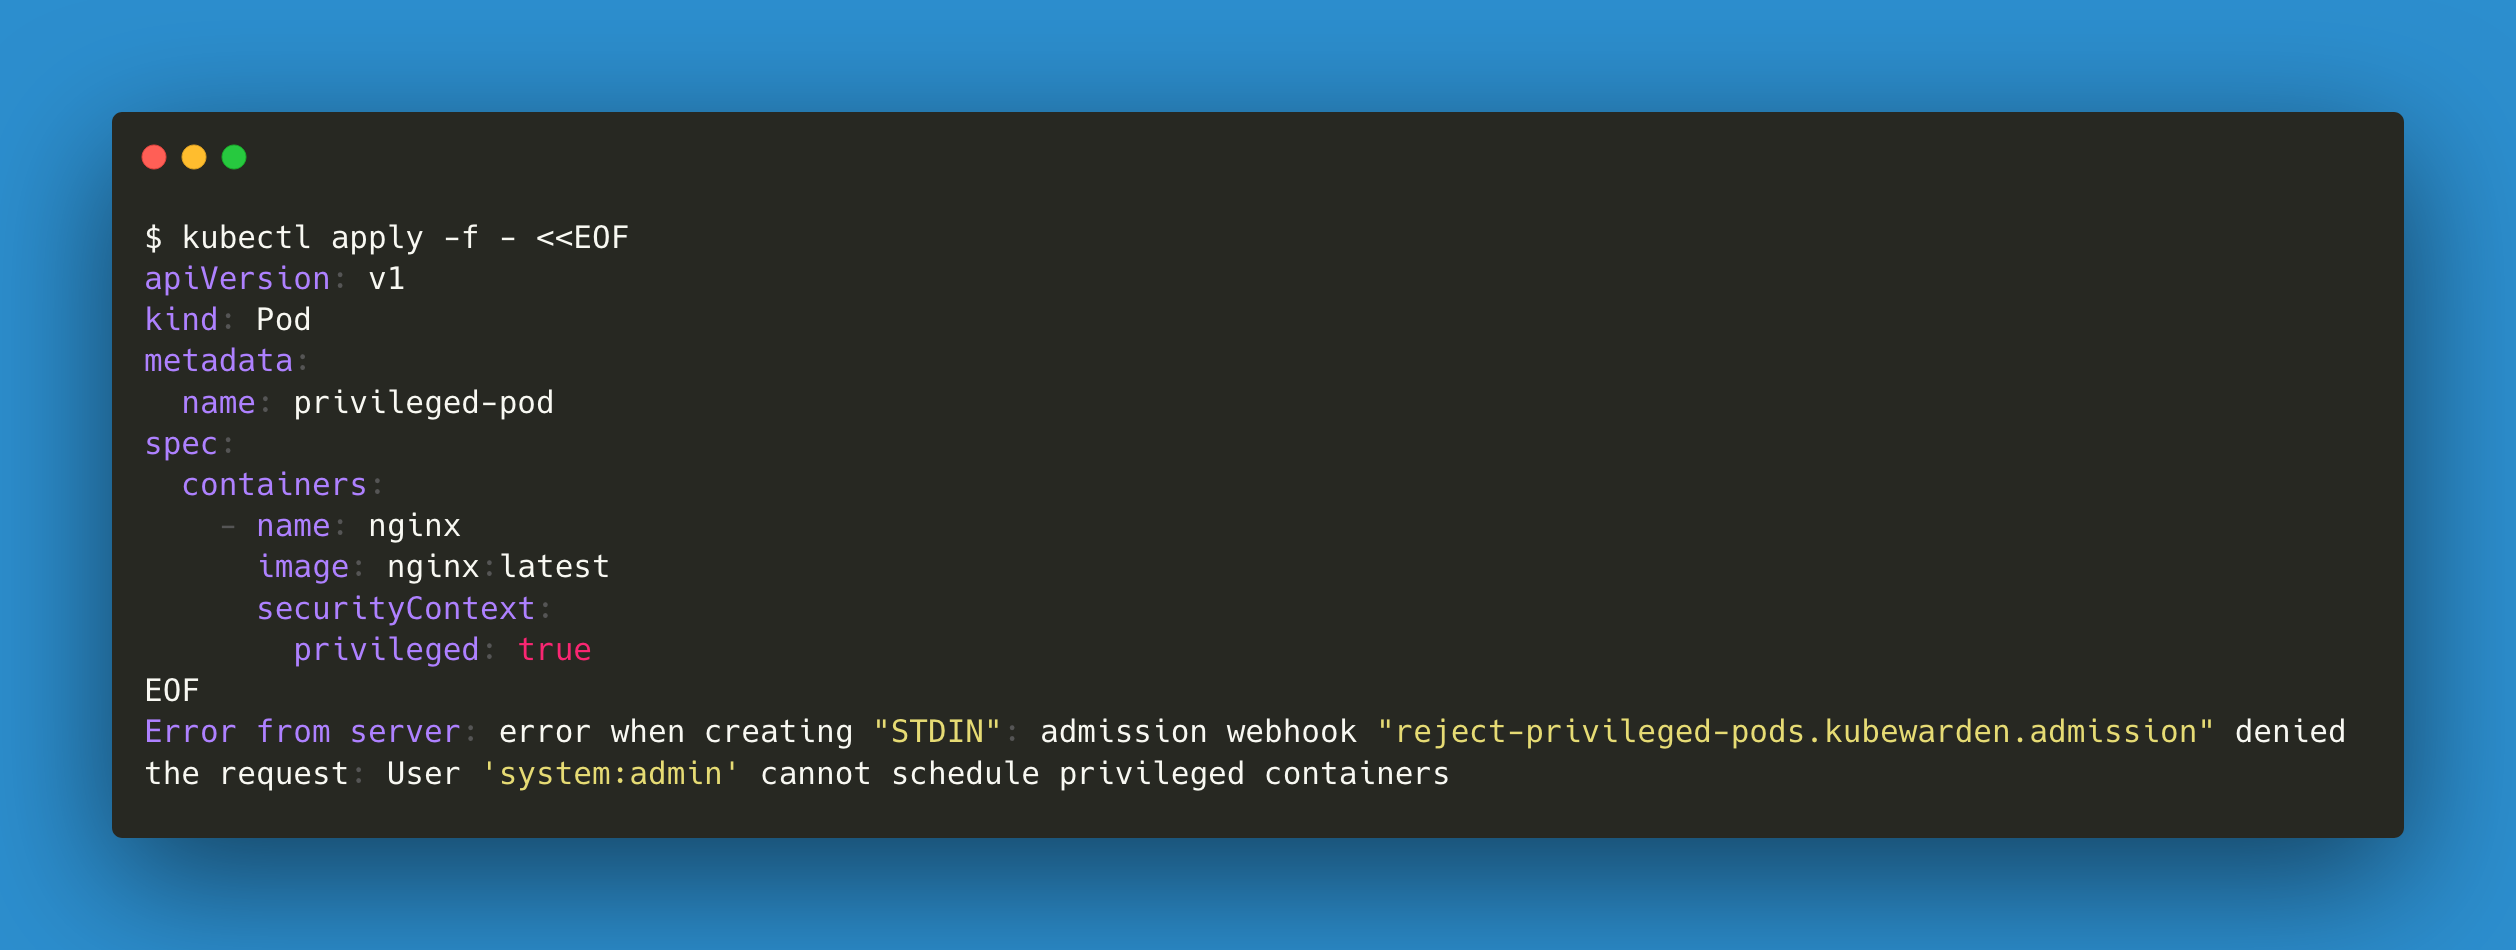 $ kubectl apply -f - <<EOF
apiVersion: v1
kind: Pod
metadata:
  name: privileged-pod
spec:
  containers:
    - name: nginx
      image: nginx:latest
      securityContext:
        privileged: true
EOF
Error from server: error when creating "STDIN": admission webhook "reject-privileged-pods.kubewarden.admission" denied
the request: User 'system:admin' cannot schedule privileged containers